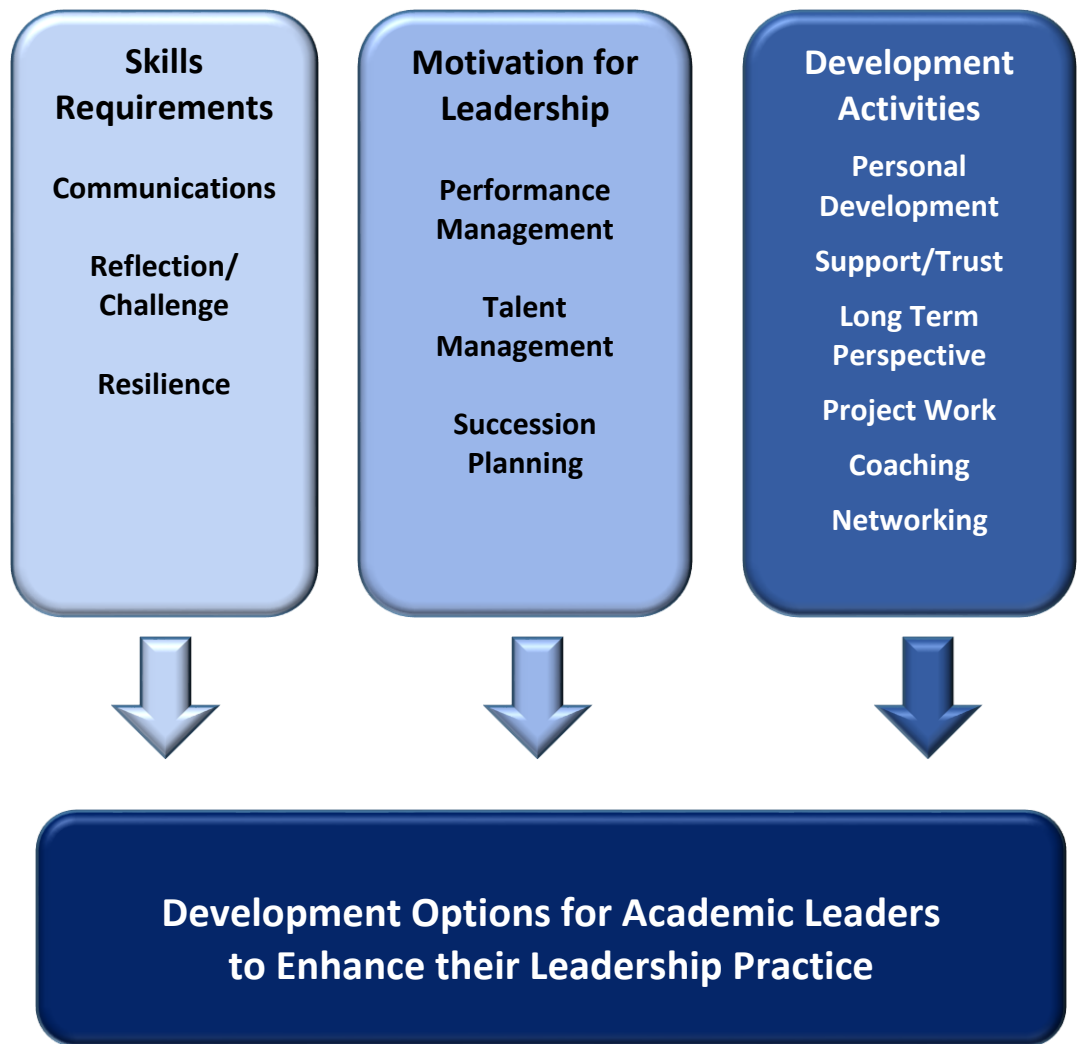 Skills
Requirements
Communications
Reflection/
Challenge
Resilience
Motivation for
Leadership
Performance
Management
Talent
Management
Succession
Planning
Development
Activities
Personal
Development
Support/Trust
Long Term
Perspective
Project Work
Coaching
Networking
Development Options for Academic Leaders
to Enhance their Leadership Practice